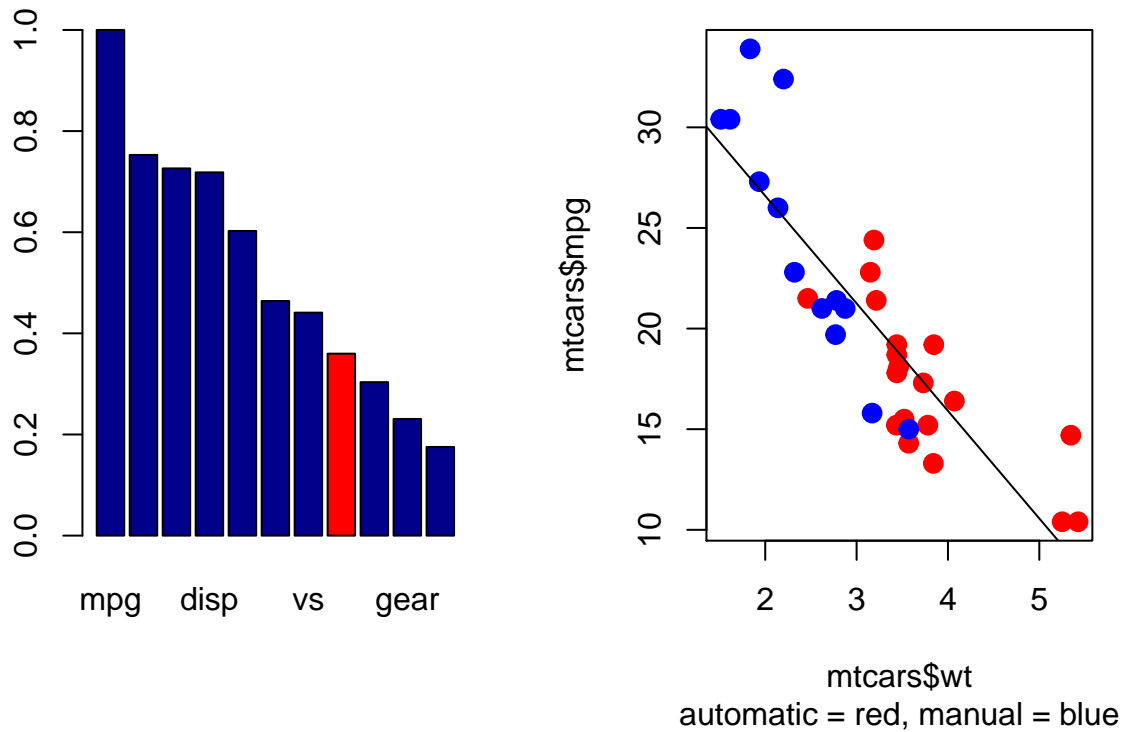 1.0
0.8
0.6
0.4
0.2
0.0
mpg disp vs gear
mtcars$mpg
30
25
20
15
10
2 3 4 5
mtcars$wt
automatic = red, manual = blue